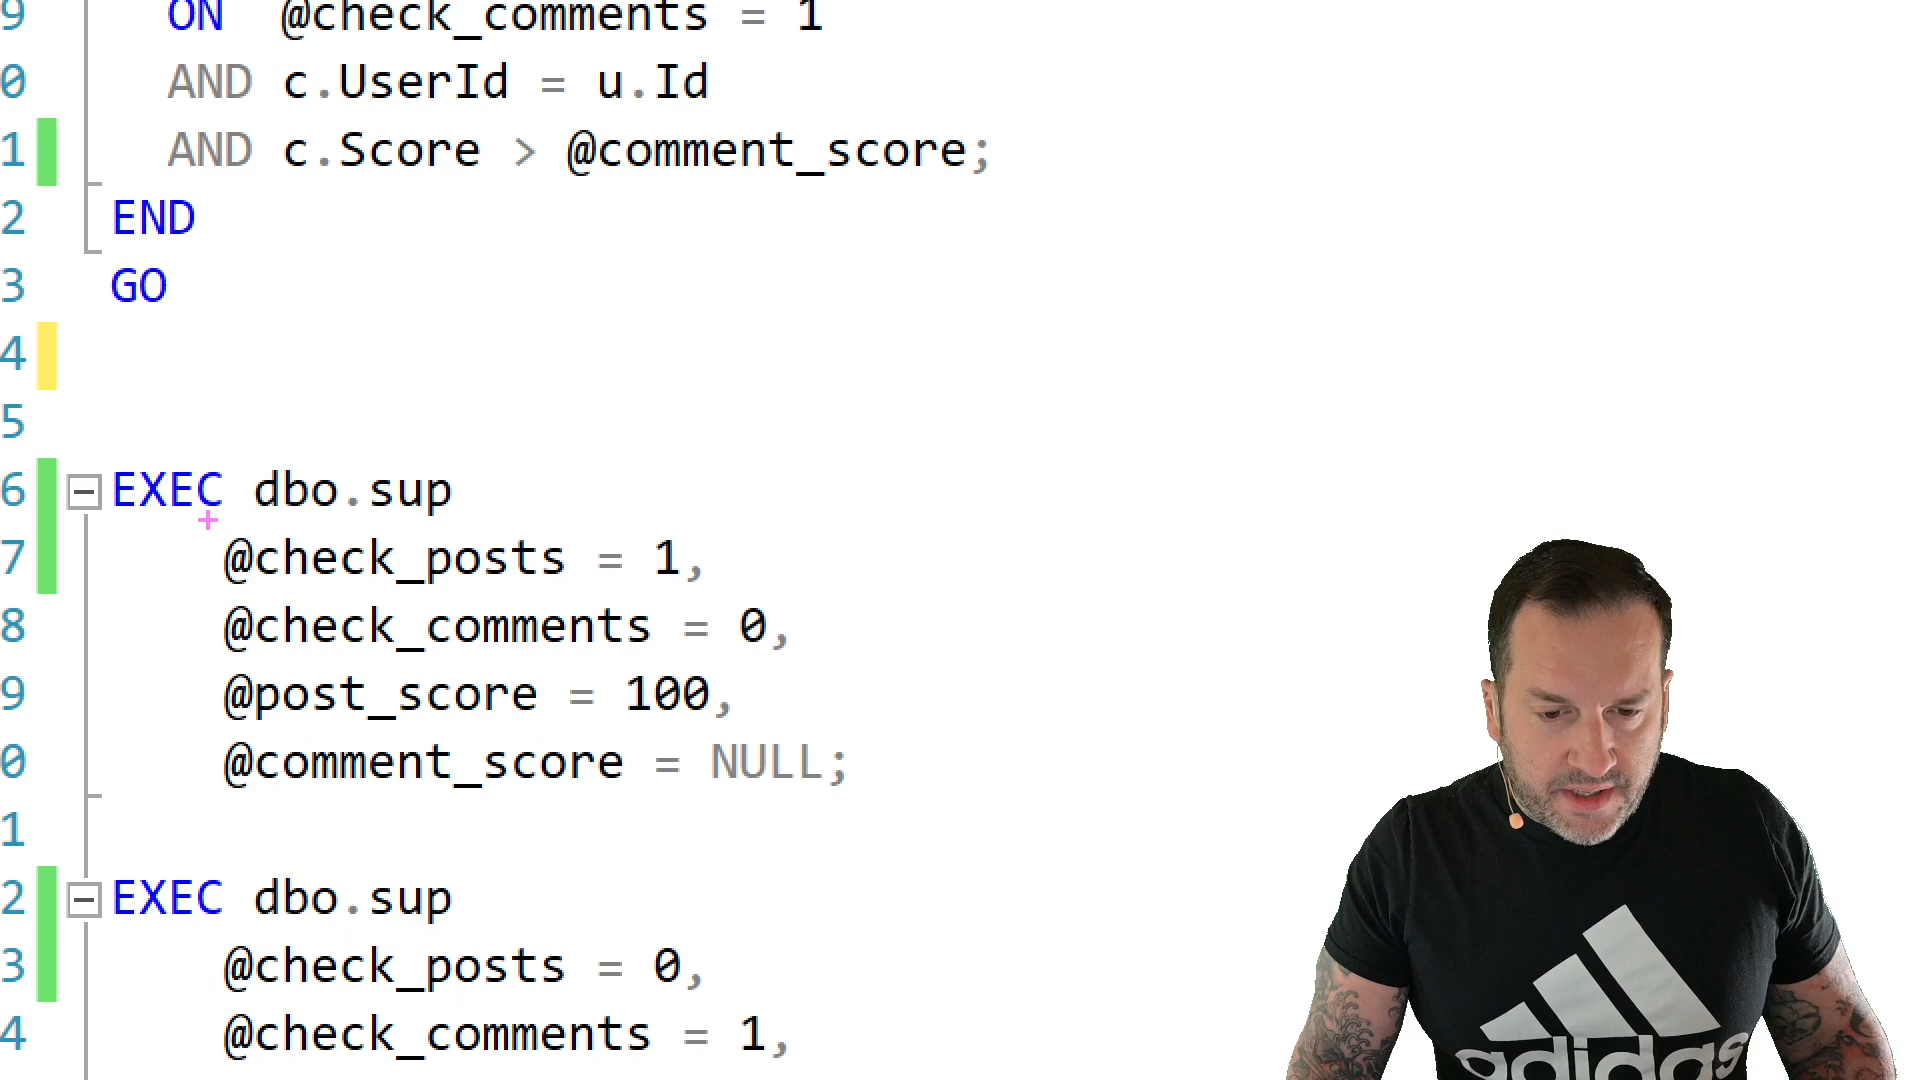 9 ON @check_comments = 1
0 AND c.UserId = u.Id
1 AND c.Score > @comment_score;
2 END
3 GO
4
5
6 EXEC dbo.sup
7 @check_posts = 1,
8 @check_comments = 0,
9 @post_score = 100,
0 @comment_score = NULL;
1
2 EXEC dbo.sup
3 @check_posts = 0,
4 @check_comments = 1,
adidas